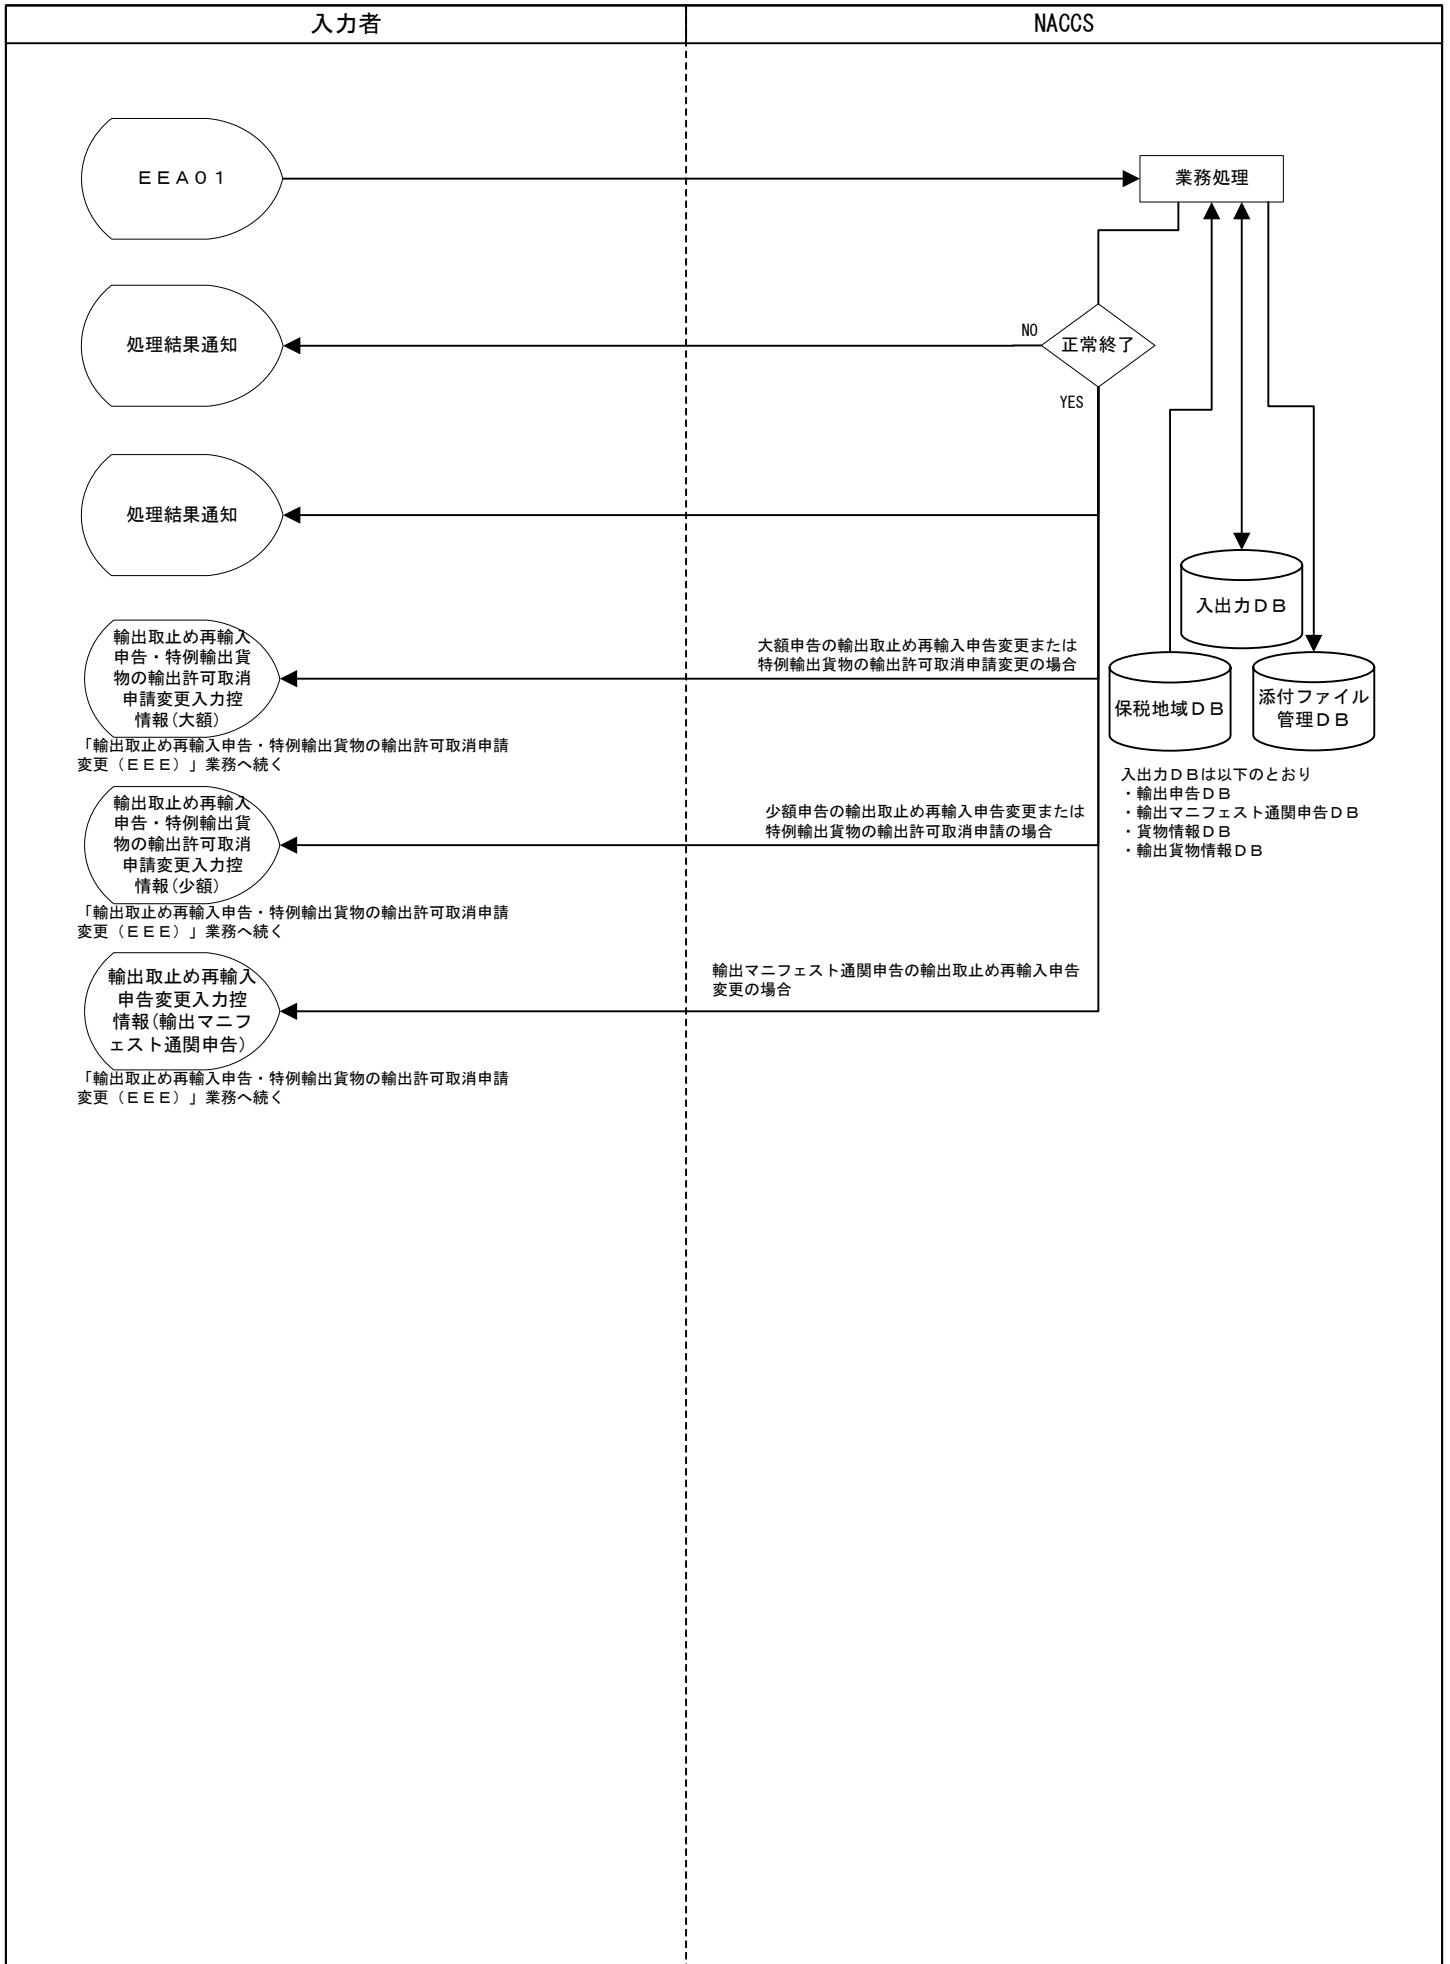 入力者
NACCS
ＥＥＡ０１
業務処理
処理結果通知
NO
正常終了
YES
処理結果通知
入出力ＤＢ
輸出取止め再輸入
申告・特例輸出貨
物の輸出許可取消
申請変更入力控
情報(大額)
大額申告の輸出取止め再輸入申告変更または
特例輸出貨物の輸出許可取消申請変更の場合
保税地域ＤＢ
添付ファイル
管理ＤＢ
「輸出取止め再輸入申告・特例輸出貨物の輸出許可取消申請
変更（ＥＥＥ）」業務へ続く
入出力ＤＢは以下のとおり
・輸出申告ＤＢ
・輸出マニフェスト通関申告ＤＢ
・貨物情報ＤＢ
・輸出貨物情報ＤＢ
輸出取止め再輸入
申告・特例輸出貨
物の輸出許可取消
申請変更入力控
情報(少額)
少額申告の輸出取止め再輸入申告変更または
特例輸出貨物の輸出許可取消申請の場合
「輸出取止め再輸入申告・特例輸出貨物の輸出許可取消申請
変更（ＥＥＥ）」業務へ続く
輸出取止め再輸入
申告変更入力控
情報(輸出マニフ
ェスト通関申告)
輸出マニフェスト通関申告の輸出取止め再輸入申告
変更の場合
「輸出取止め再輸入申告・特例輸出貨物の輸出許可取消申請
変更（ＥＥＥ）」業務へ続く